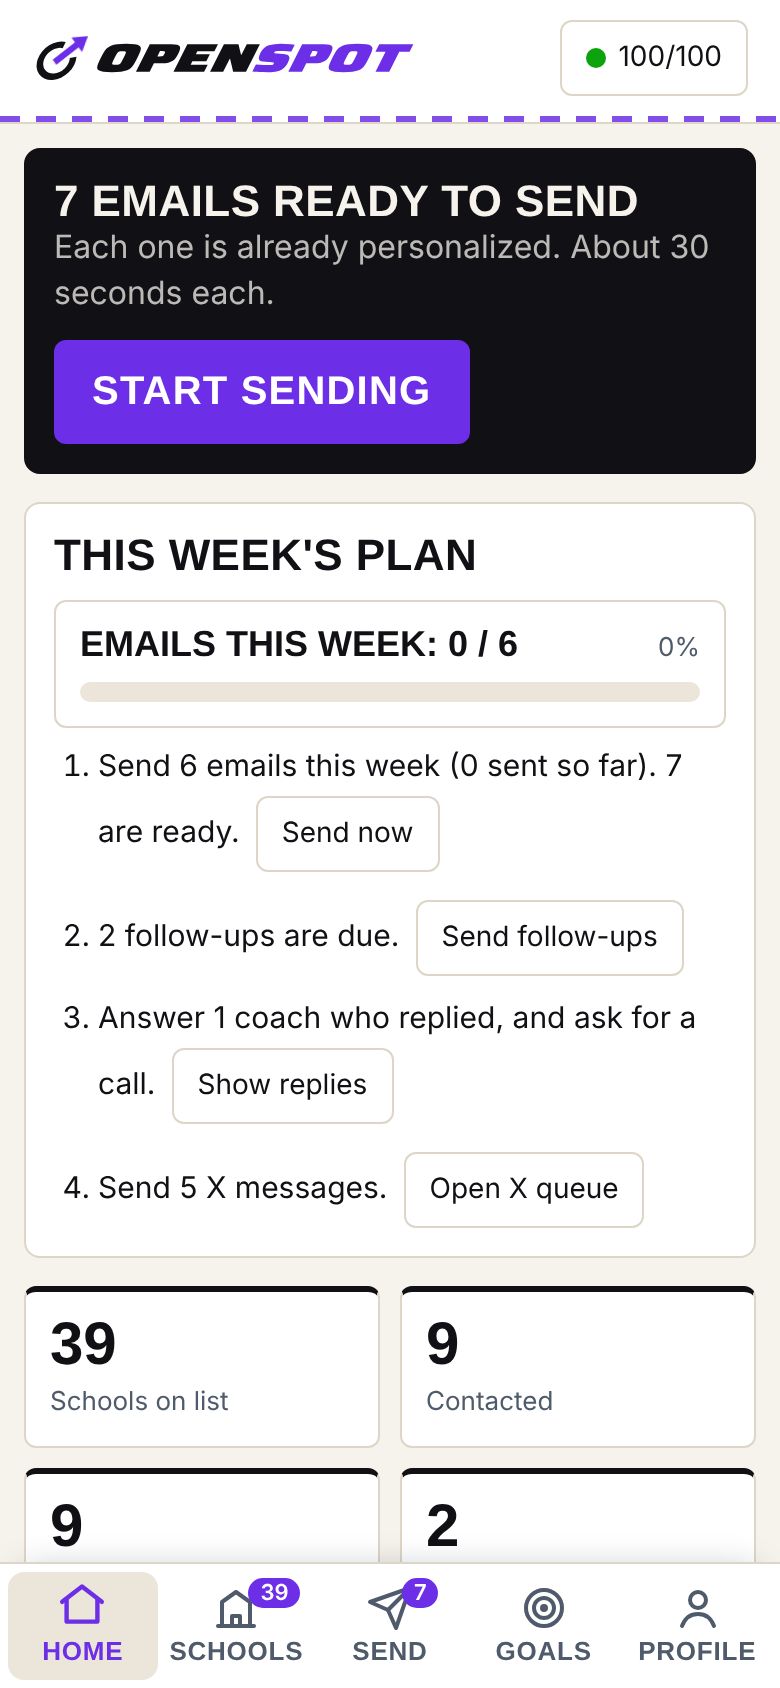 OPENSPOT
100/100
7 EMAILS READY TO SEND
Each one is already personalized. About 30
seconds each.
START SENDING
THIS WEEK'S PLAN
EMAILS THIS WEEK: 0 / 6
0%
1. Send 6 emails this week (0 sent so far). 7
are ready. Send now
2. 2 follow-ups are due. Send follow-ups
3. Answer 1 coach who replied, and ask for a
call. Show replies
4. Send 5 X messages. Open X queue
39
Schools on list
9
Contacted
9
2
HOME
39
SCHOOLS
7
SEND
GOALS
PROFILE